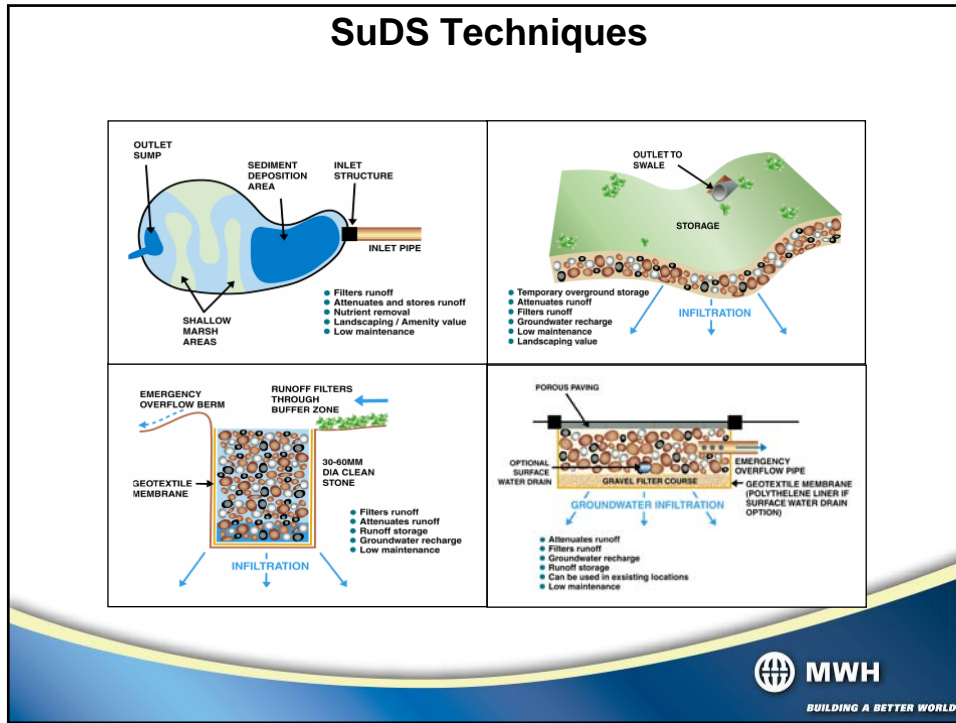 SuDS Techniques
OUTLET
SUMP
SEDIMENT
DEPOSITION
AREA
INLET
STRUCTURE
INLET PIPE
SHALLOW
MARSH
AREAS
Filters runoff
Attenuates and stores runoff
Nutrient removal
Landscaping / Amenity value
Low maintenance
OUTLET TO
SWALE
STORAGE
INFILTRATION
Temporary overground storage
Attenuates runoff
Filters runoff
Groundwater recharge
Low maintenance
Landscaping value
EMERGENCY
OVERFLOW BERM
RUNOFF FILTERS
THROUGH
BUFFER ZONE
GEOTEXTILE
MEMBRANE
30-60MM
DIA CLEAN
STONE
Filters runoff
Attenuates runoff
Runoff storage
Groundwater recharge
Low maintenance
INFILTRATION
POROUS PAVING
OPTIONAL
SURFACE
WATER DRAIN
GRAVEL FILTER COURSE
EMERGENCY
OVERFLOW PIPE
GEOTEXTILE MEMBRANE
(POLYTHELENE LINER IF
SURFACE WATER DRAIN
OPTION)
GROUNDWATER INFILTRATION
Attenuates runoff
Filters runoff
Groundwater recharge
Runoff storage
Can be used in exsisting locations
Low maintenance
MWH
BUILDING A BETTER WORLD